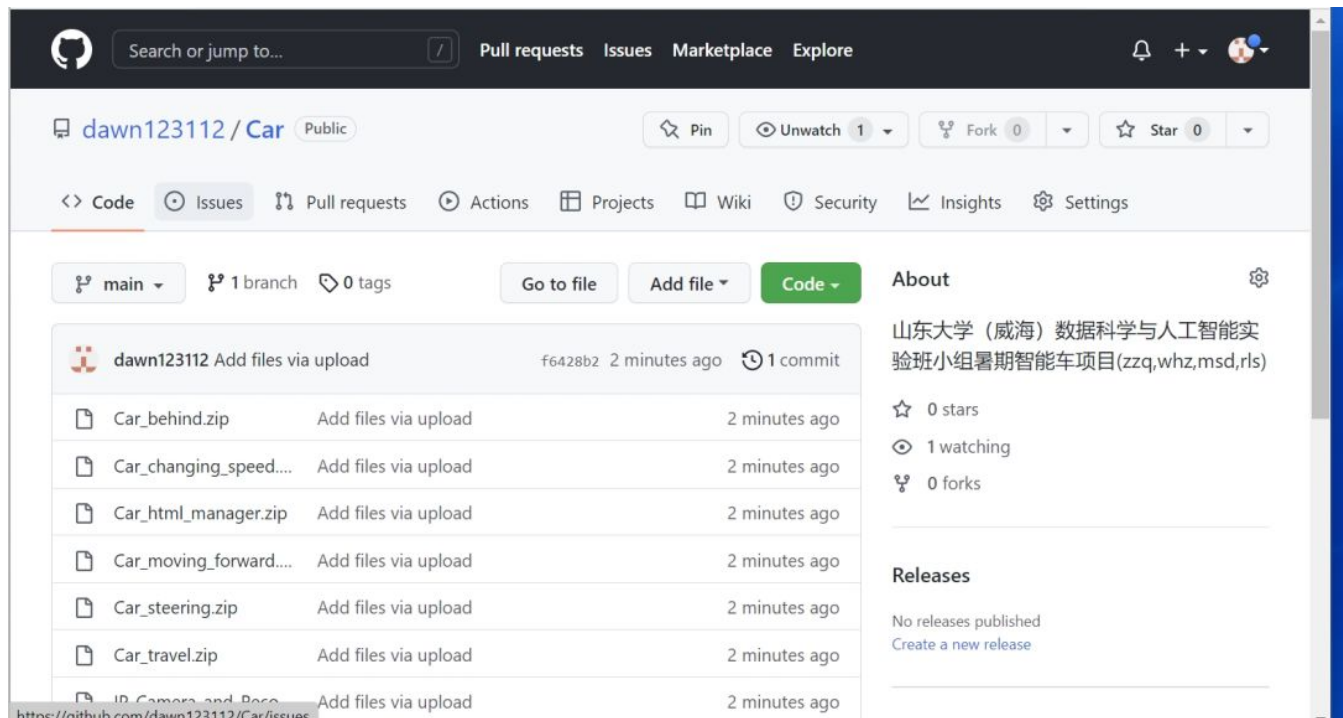 Search or jump to... / Pull requests Issues Marketplace Explore
dawn123112 / Car Public Pin Unwatch 1 Fork 0 Star 0
Code Issues Pull requests Actions Projects Wiki Security Insights Settings
main 1 branch 0 tags Go to file Add file Code
dawn123112 Add files via upload f6428b2 2 minutes ago 1 commit
Car_behind.zip Add files via upload 2 minutes ago
Car_changing_speed.... Add files via upload 2 minutes ago
Car_html_manager.zip Add files via upload 2 minutes ago
Car_moving_forward.... Add files via upload 2 minutes ago
Car_steering.zip Add files via upload 2 minutes ago
Car_travel.zip Add files via upload 2 minutes ago
Add files via upload 2 minutes ago
About
山东大学（威海）数据科学与人工智能实
验班小组暑期智能车项目(zzq,whz,msd,rls)
0 stars
1 watching
0 forks
Releases
No releases published
Create a new release
https://github.com/dawn123112/Car/issues